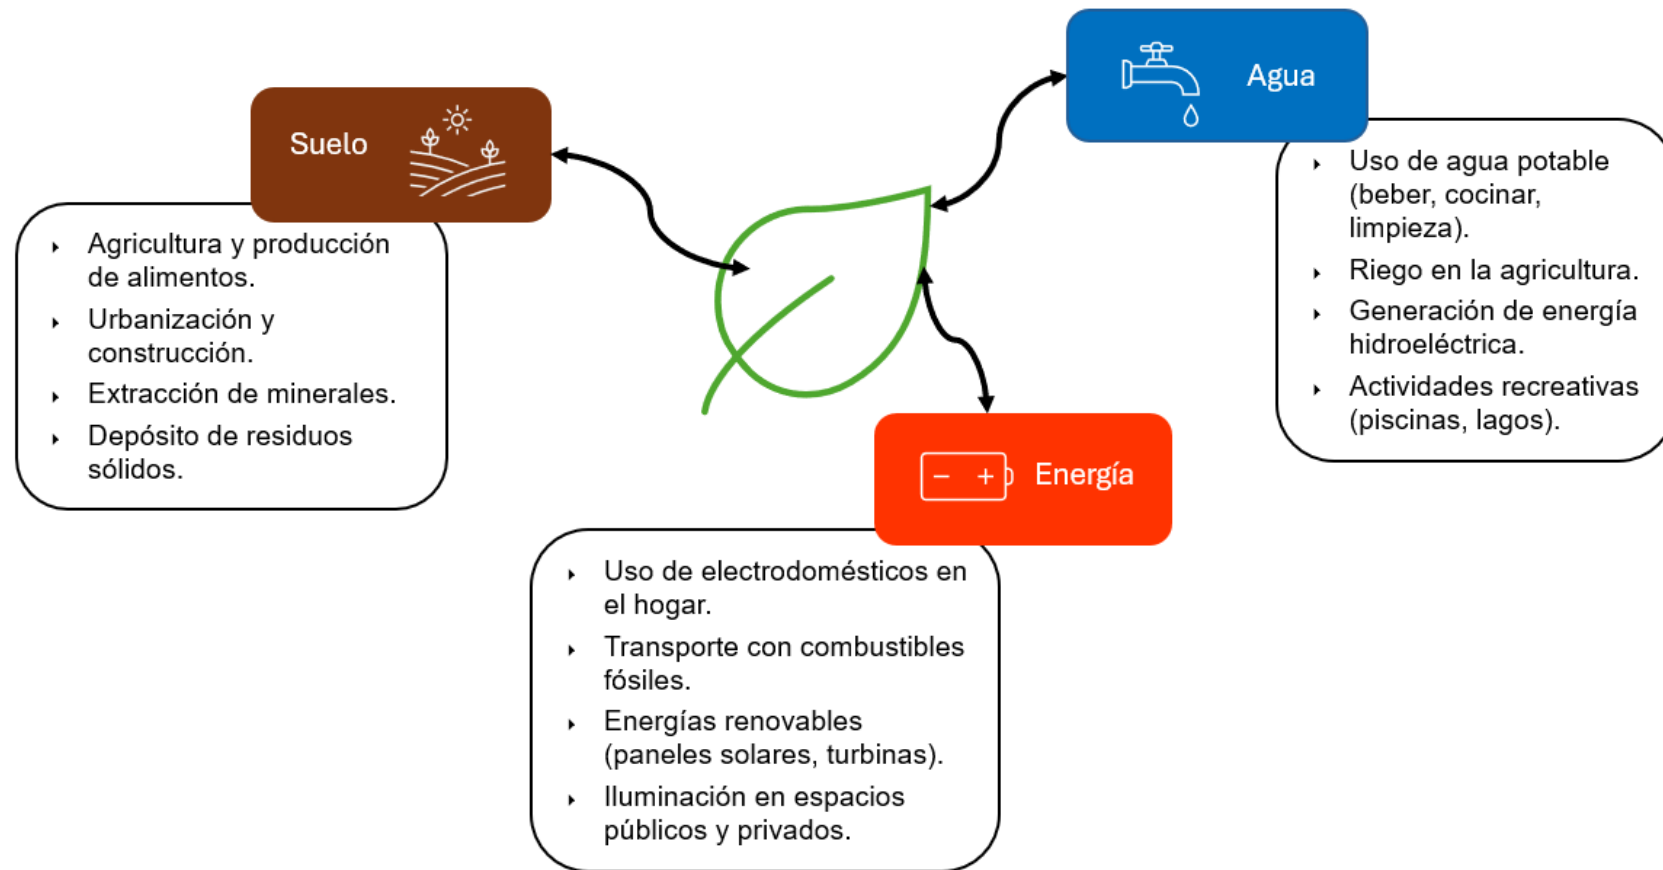 Suelo
Agricultura y producción
de alimentos.
Urbanización y
construcción.
Extracción de minerales.
Depósito de residuos
sólidos.
Agua
Uso de agua potable
(beber, cocinar,
limpieza).
Riego en la agricultura.
Generación de energía
hidroeléctrica.
Actividades recreativas
(piscinas, lagos).
Energía
Uso de electrodomésticos en
el hogar.
Transporte con combustibles
fósiles.
Energías renovables
(paneles solares, turbinas).
Iluminación en espacios
públicos y privados.